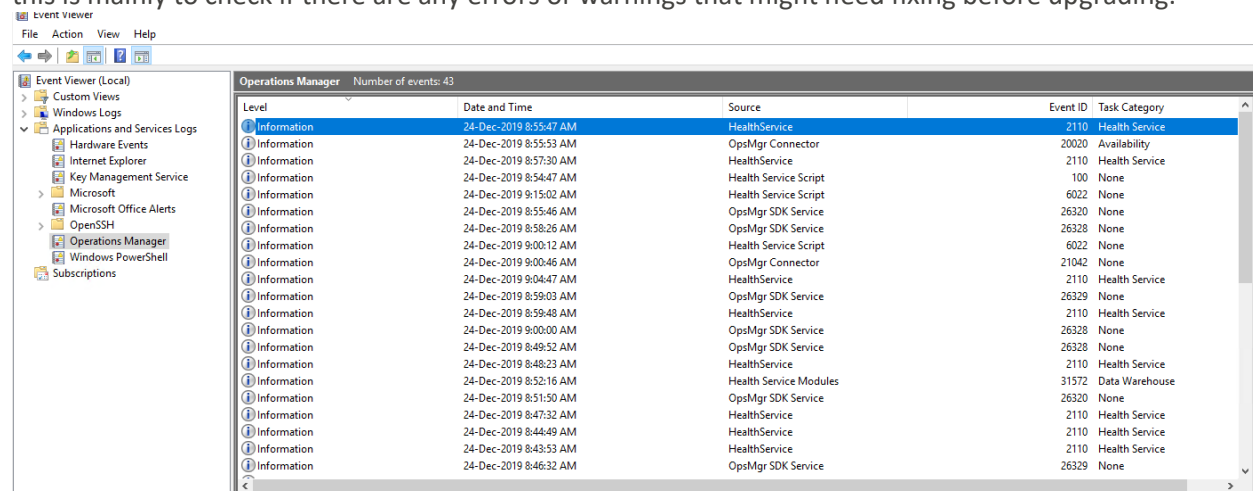 this is mainly to check if there are any errors or warnings that might need fixing before upgrading.
Event Viewer
File Action View Help
Event Viewer (Local)
Custom Views
Windows Logs
Applications and Services Logs
Hardware Events
Internet Explorer
Key Management Service
Microsoft
Microsoft Office Alerts
OpenSSH
Operations Manager
Windows PowerShell
Subscriptions
Operations Manager Number of events: 43
Level Date and Time Source Event ID Task Category
Information 24-Dec-2019 8:55:47 AM HealthService 2110 Health Service
Information 24-Dec-2019 8:55:53 AM OpsMgr Connector 20020 Availability
Information 24-Dec-2019 8:57:30 AM HealthService 2110 Health Service
Information 24-Dec-2019 8:54:47 AM Health Service Script 100 None
Information 24-Dec-2019 9:15:02 AM Health Service Script 6022 None
Information 24-Dec-2019 8:55:46 AM OpsMgr SDK Service 26320 None
Information 24-Dec-2019 8:58:26 AM OpsMgr SDK Service 26328 None
Information 24-Dec-2019 9:00:12 AM Health Service Script 6022 None
Information 24-Dec-2019 9:00:46 AM OpsMgr Connector 21042 None
Information 24-Dec-2019 9:04:47 AM HealthService 2110 Health Service
Information 24-Dec-2019 8:59:03 AM OpsMgr SDK Service 26329 None
Information 24-Dec-2019 8:59:48 AM HealthService 2110 Health Service
Information 24-Dec-2019 9:00:00 AM OpsMgr SDK Service 26328 None
Information 24-Dec-2019 8:49:52 AM OpsMgr SDK Service 26328 None
Information 24-Dec-2019 8:48:23 AM HealthService 2110 Health Service
Information 24-Dec-2019 8:52:16 AM Health Service Modules 31572 Data Warehouse
Information 24-Dec-2019 8:51:50 AM OpsMgr SDK Service 26320 None
Information 24-Dec-2019 8:47:32 AM HealthService 2110 Health Service
Information 24-Dec-2019 8:44:49 AM HealthService 2110 Health Service
Information 24-Dec-2019 8:43:53 AM HealthService 2110 Health Service
Information 24-Dec-2019 8:46:32 AM OpsMgr SDK Service 26329 None